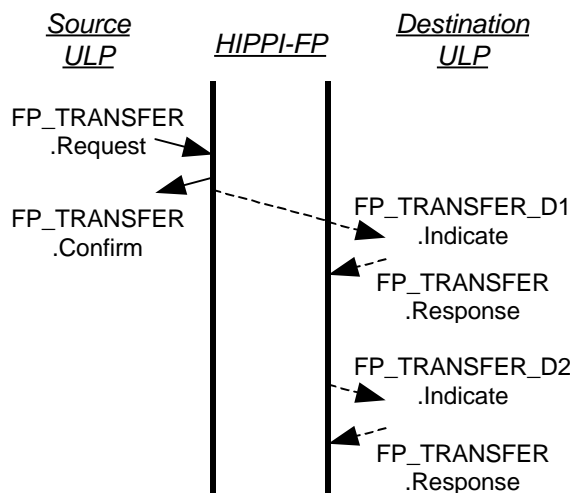 Source
ULP
HIPPI-FP
Destination
ULP
FP_TRANSFER
.Request
FP_TRANSFER
.Confirm
FP_TRANSFER_D1
.Indicate
FP_TRANSFER
.Response
FP_TRANSFER_D2
.Indicate
FP_TRANSFER
.Response